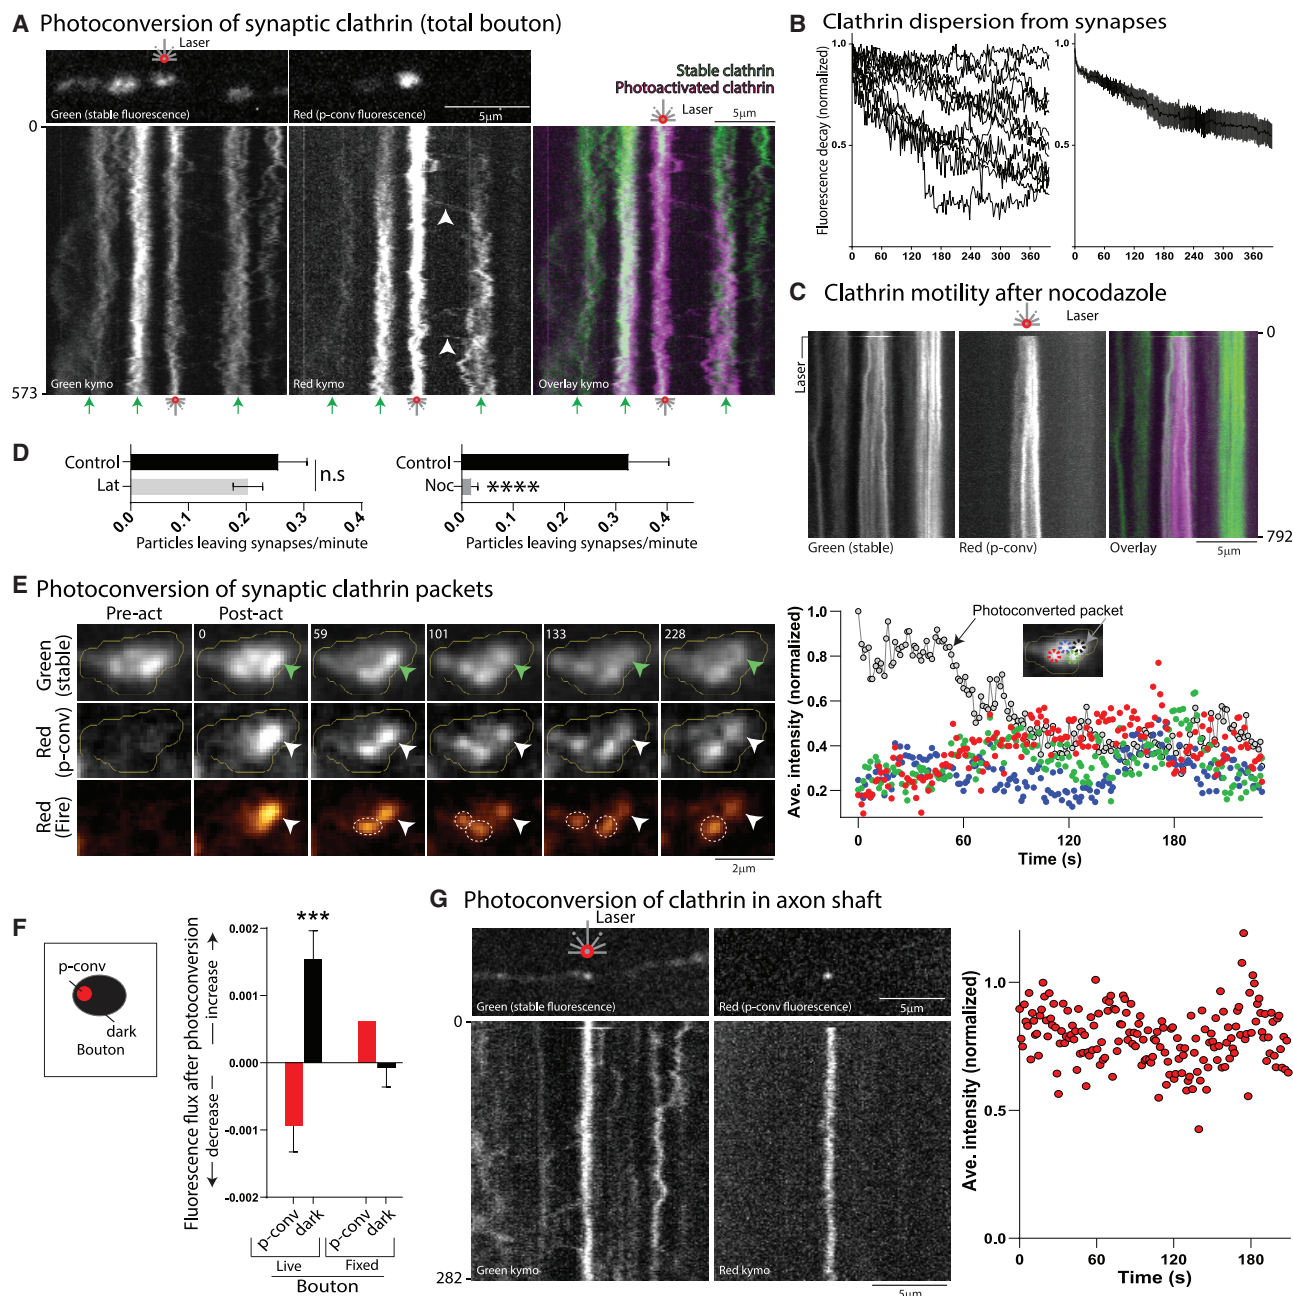 A Photoconversion of synaptic clathrin (total bouton)
Laser
Green (stable fluorescence)
Red (p-conv fluorescence)
5μm
Stable clathrin
Photoactivated clathrin
Laser
5μm
0
573
Green kymo
Red kymo
Overlay kymo
B Clathrin dispersion from synapses
Fluorescence decay (normalized)
1.0
0.5
0 60 120 180 240 300 360
1.0
0.5
0 60 120 180 240 300 360
C Clathrin motility after nocodazole
Laser
Laser
0
792
Green (stable)
Red (p-conv)
Overlay
5μm
D
Control
Lat
n.s
0.0 0.1 0.2 0.3 0.4
Particles leaving synapses/minute
Control
Noc
****
0.0 0.1 0.2 0.3 0.4
Particles leaving synapses/minute
E Photoconversion of synaptic clathrin packets
Pre-act
Post-act
Green (stable)
0 59 101 133 228
Red (p-conv)
Red (Fire)
2μm
Ave. intensity (normalized)
1.0
0.8
0.6
0.4
0.2
Photoconverted packet
0 60 120 180
Time (s)
F
p-conv
dark
Bouton
Fluorescence flux after photoconversion
decrease
increase
0.002
0.001
0.000
-0.001
-0.002
***
p-conv dark p-conv dark
Live Fixed
Bouton
G Photoconversion of clathrin in axon shaft
Laser
Green (stable fluorescence)
Red (p-conv fluorescence)
5μm
0
282
Green kymo
Red kymo
5μm
Ave. intensity (normalized)
1.0
0.5
0.0
0 60 120 180
Time (s)